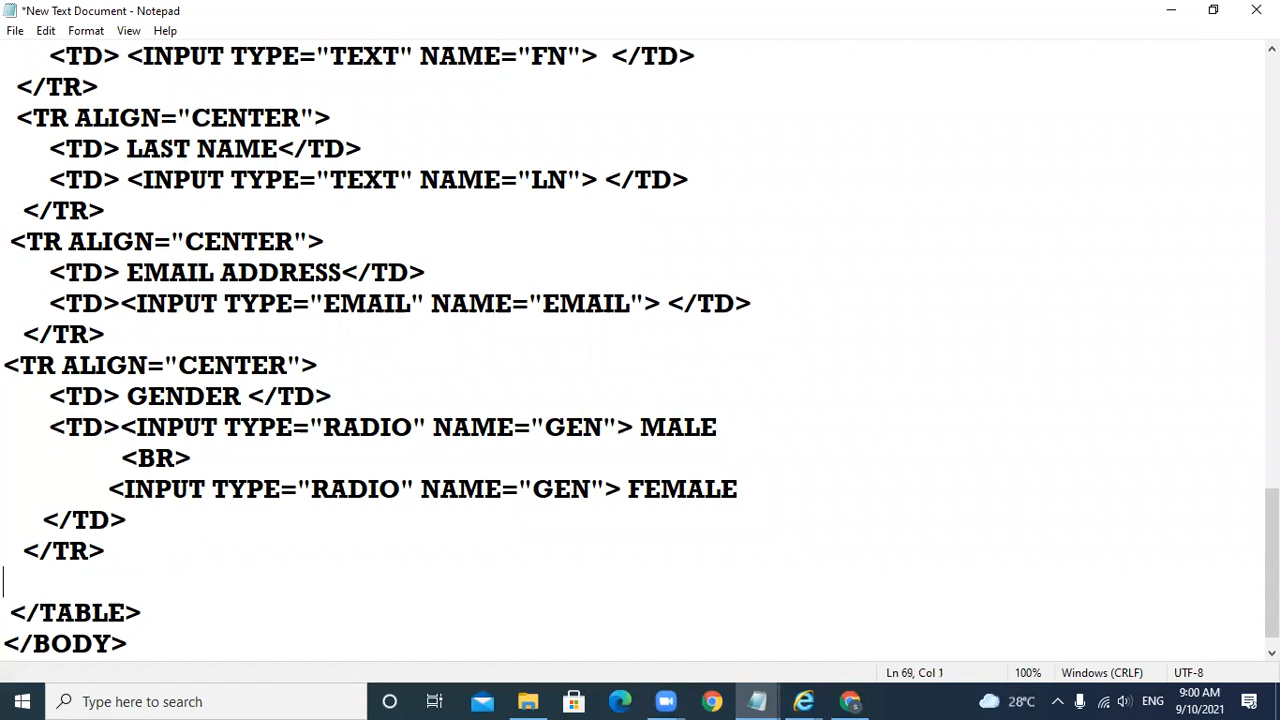 *New Text Document - Notepad
File Edit Format View Help
<TD> <INPUT TYPE="TEXT" NAME="FN">  </TD>
</TR>
<TR ALIGN="CENTER">
<TD> LAST NAME</TD>
<TD> <INPUT TYPE="TEXT" NAME="LN"> </TD>
</TR>
<TR ALIGN="CENTER">
<TD> EMAIL ADDRESS</TD>
<TD><INPUT TYPE="EMAIL" NAME="EMAIL"> </TD>
</TR>
<TR ALIGN="CENTER">
<TD> GENDER </TD>
<TD><INPUT TYPE="RADIO" NAME="GEN"> MALE
<BR>
<INPUT TYPE="RADIO" NAME="GEN"> FEMALE
</TD>
</TR>
</TABLE>
</BODY>
Ln 69, Col 1 100% Windows (CRLF) UTF-8
Type here to search 28°C ENG 9:00 AM
9/10/2021